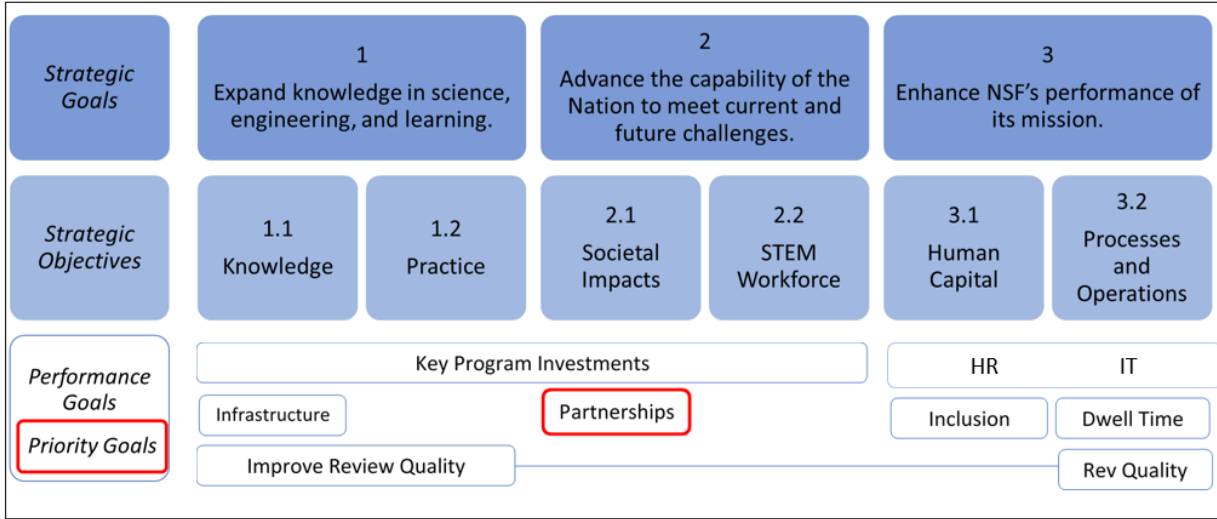 Strategic
Goals
1
Expand knowledge in science,
engineering, and learning.
2
Advance the capability of the
Nation to meet current and
future challenges.
3
Enhance NSF's performance of
its mission.
Strategic
Objectives
1.1
Knowledge
1.2
Practice
2.1
Societal
Impacts
2.2
STEM
Workforce
3.1
Human
Capital
3.2
Processes
and
Operations
Performance
Goals
Priority Goals
Key Program Investments
HR
IT
Infrastructure
Partnerships
Inclusion
Dwell Time
Improve Review Quality
Rev Quality